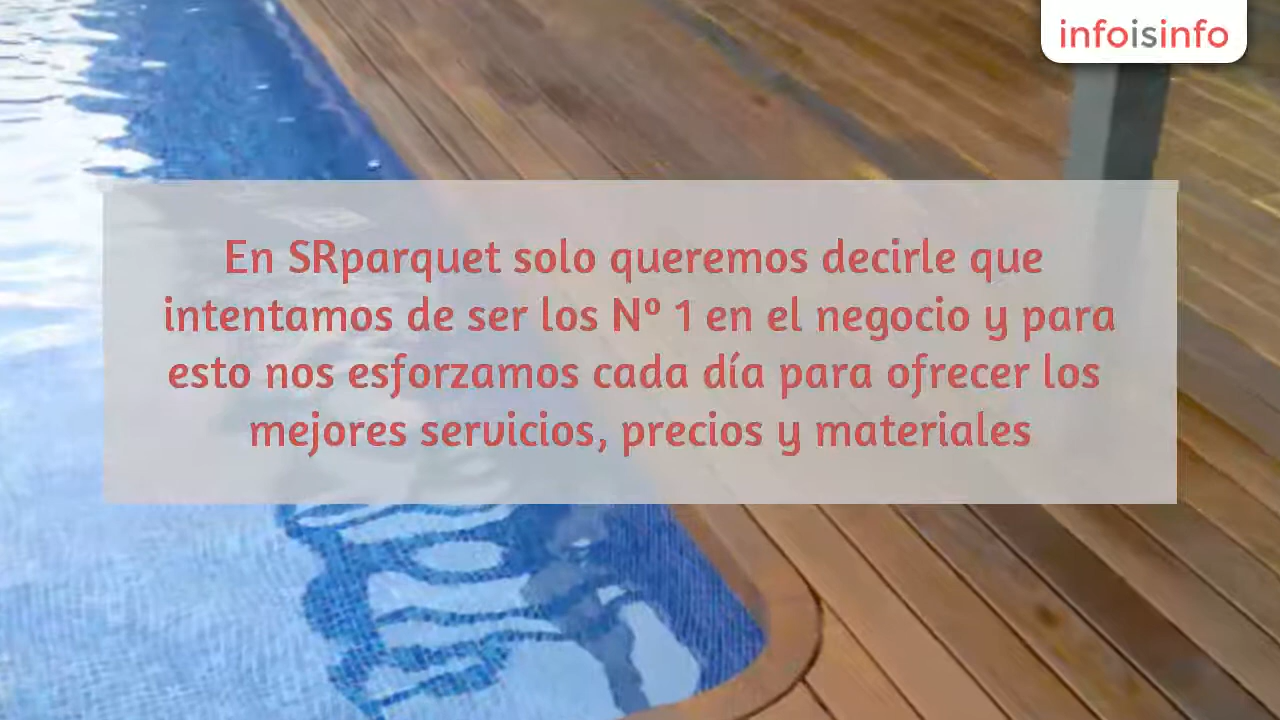 infoisinfo
En SRparquet solo queremos decirle que
intentamos de ser los Nº 1 en el negocio y para
esto nos esforzamos cada día para ofrecer los
mejores servicios, precios y materiales